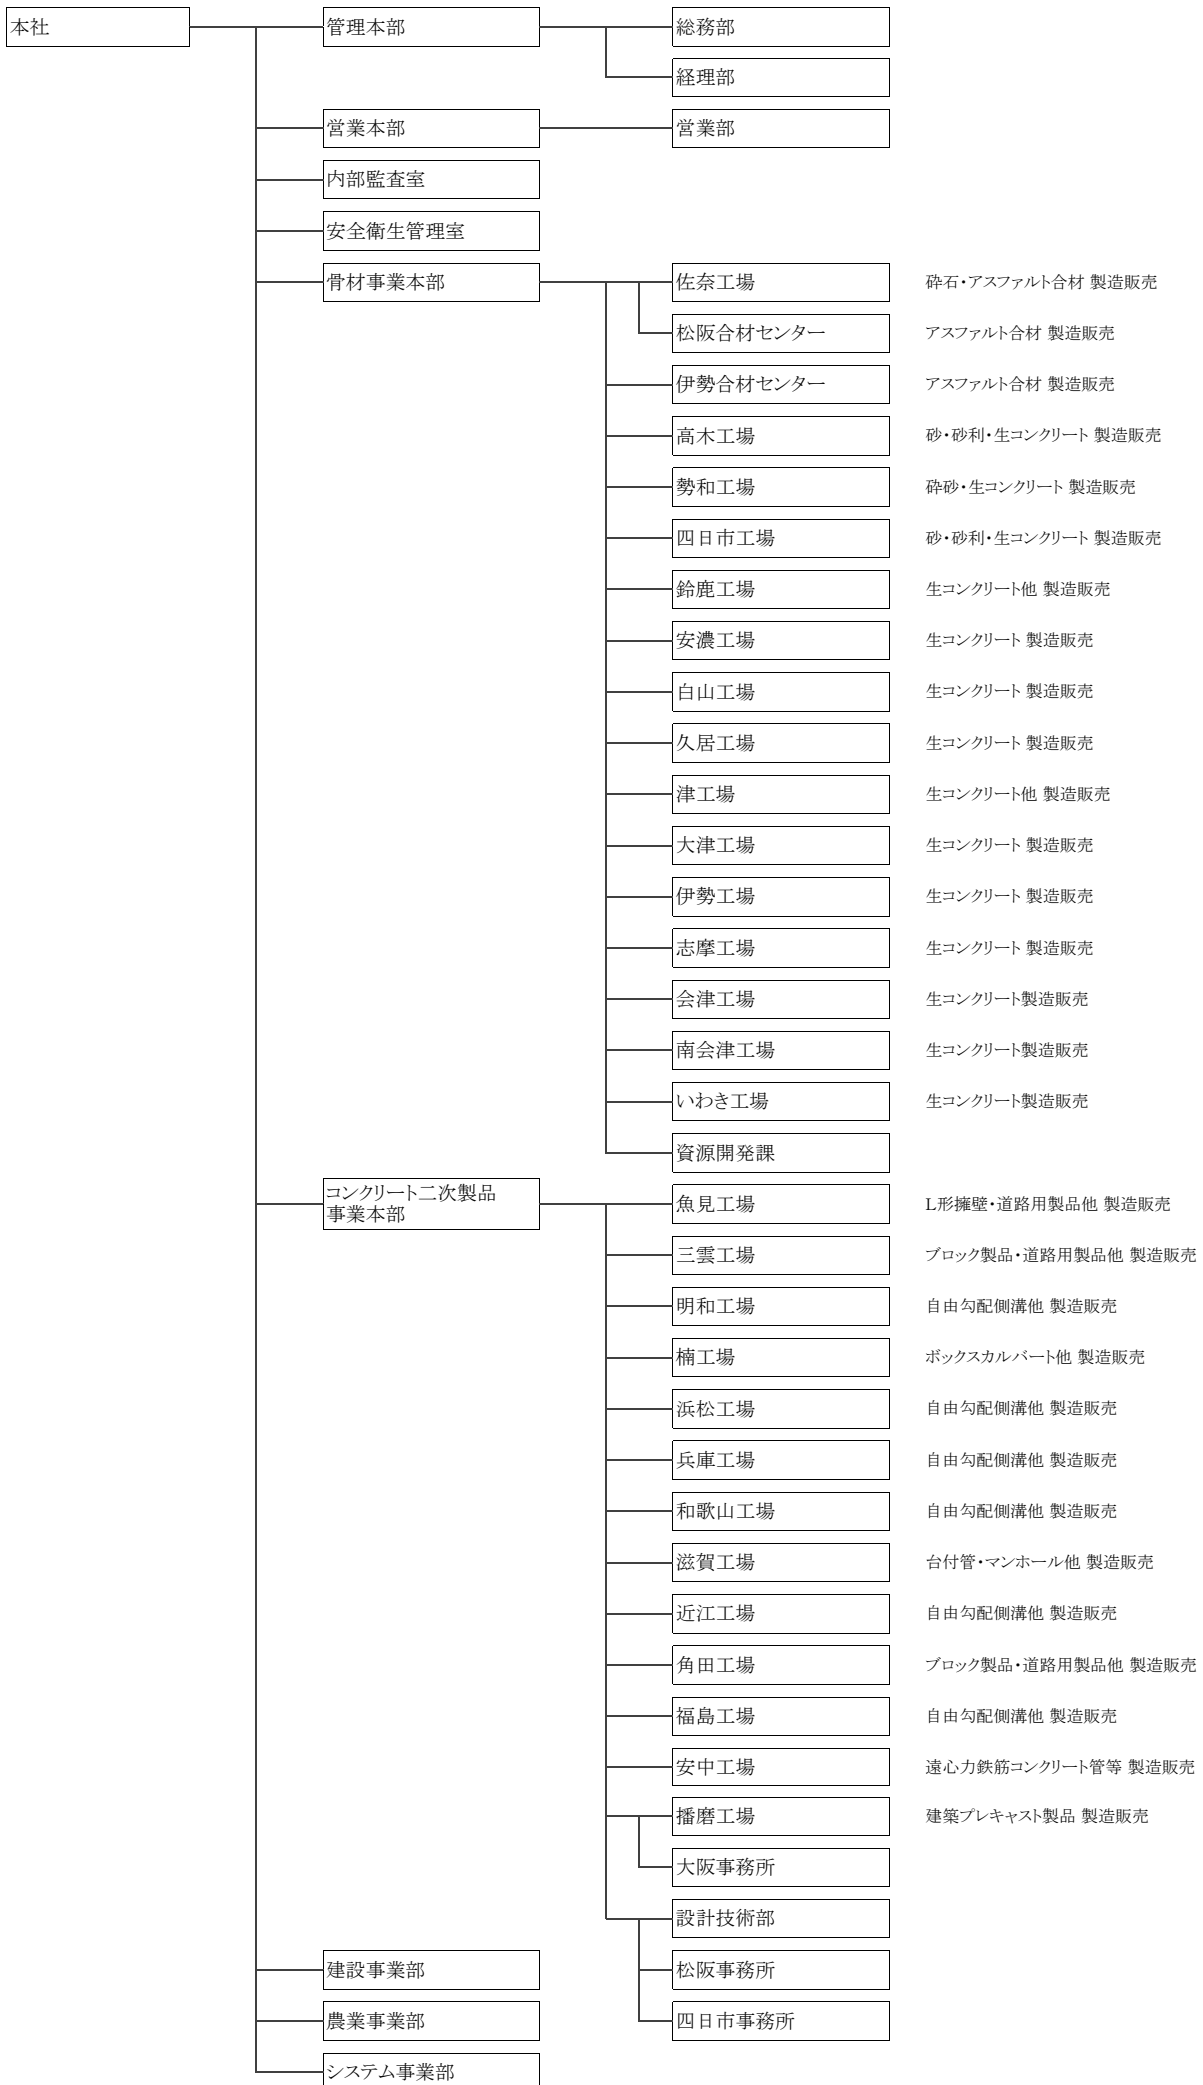 本社
管理本部
総務部
経理部
営業本部
営業部
内部監査室
安全衛生管理室
骨材事業本部
佐奈工場
砕石・アスファルト合材 製造販売
松阪合材センター
アスファルト合材 製造販売
伊勢合材センター
アスファルト合材 製造販売
高木工場
砂・砂利・生コンクリート 製造販売
勢和工場
砕砂・生コンクリート 製造販売
四日市工場
砂・砂利・生コンクリート 製造販売
鈴鹿工場
生コンクリート他 製造販売
安濃工場
生コンクリート 製造販売
白山工場
生コンクリート 製造販売
久居工場
生コンクリート 製造販売
津工場
生コンクリート他 製造販売
大津工場
生コンクリート 製造販売
伊勢工場
生コンクリート 製造販売
志摩工場
生コンクリート 製造販売
会津工場
生コンクリート製造販売
南会津工場
生コンクリート製造販売
いわき工場
生コンクリート製造販売
資源開発課
コンクリート二次製品
事業本部
魚見工場
L形擁壁・道路用製品他 製造販売
三雲工場
ブロック製品・道路用製品他 製造販売
明和工場
自由勾配側溝他 製造販売
楠工場
ボックスカルバート他 製造販売
浜松工場
自由勾配側溝他 製造販売
兵庫工場
自由勾配側溝他 製造販売
和歌山工場
自由勾配側溝他 製造販売
滋賀工場
台付管・マンホール他 製造販売
近江工場
自由勾配側溝他 製造販売
角田工場
ブロック製品・道路用製品他 製造販売
福島工場
自由勾配側溝他 製造販売
安中工場
遠心力鉄筋コンクリート管等 製造販売
播磨工場
建築プレキャスト製品 製造販売
大阪事務所
設計技術部
建設事業部
松阪事務所
農業事業部
四日市事務所
システム事業部